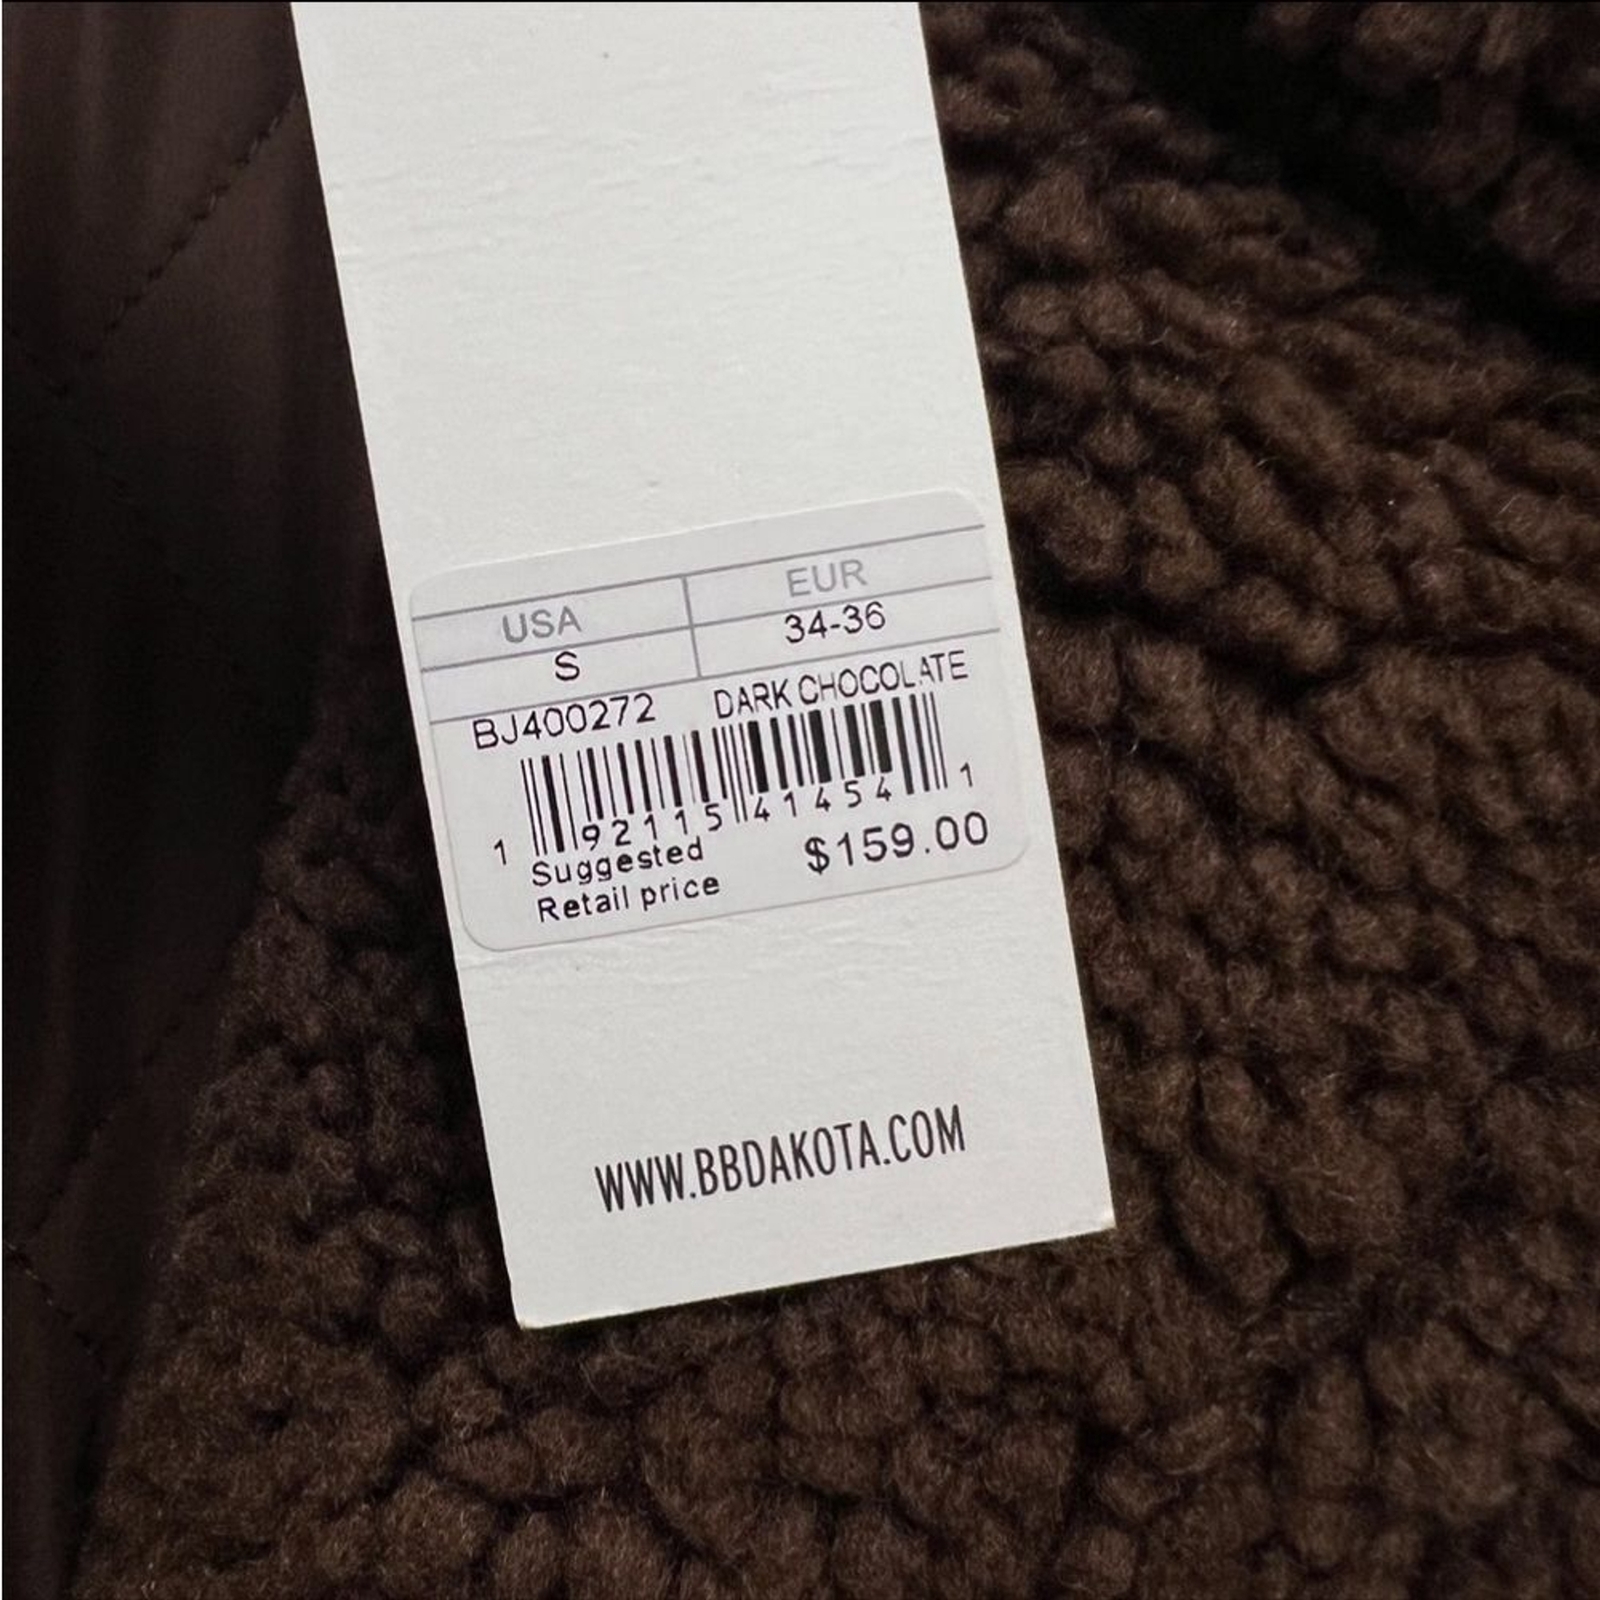 USA EUR
S 34-36
BJ400272 DARK CHOCOLATE
1 92115 41454 1
Suggested
Retail price $159.00
WWW.BBDAKOTA.COM